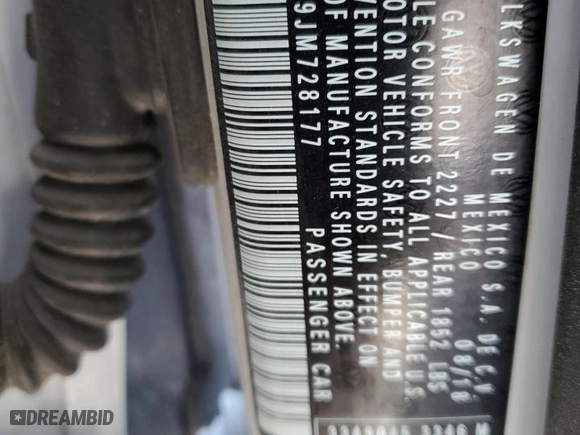 LKSWAGEN DE MEXICO S.A. DE C.V.
MEXICO 08/18
GAWR FRONT 2227 REAR 1852 LBS
LE CONFORMS TO ALL APPLICABLE U.S.
OTOR VEHICLE SAFETY, BUMPER AND
VENTION STANDARDS IN EFFECT ON
OF MANUFACTURE SHOWN ABOVE.
9JM728177 PASSENGER CAR
DREAMBID